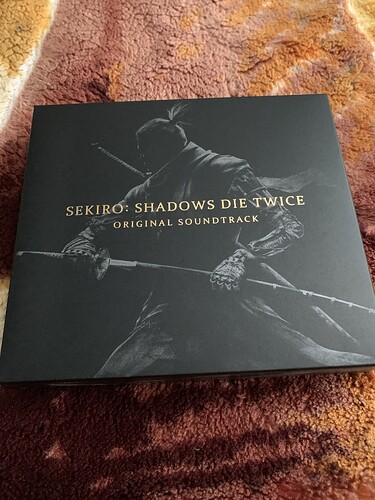 SEKIRO: SHADOWS DIE TWICE
ORIGINAL SOUNDTRACK